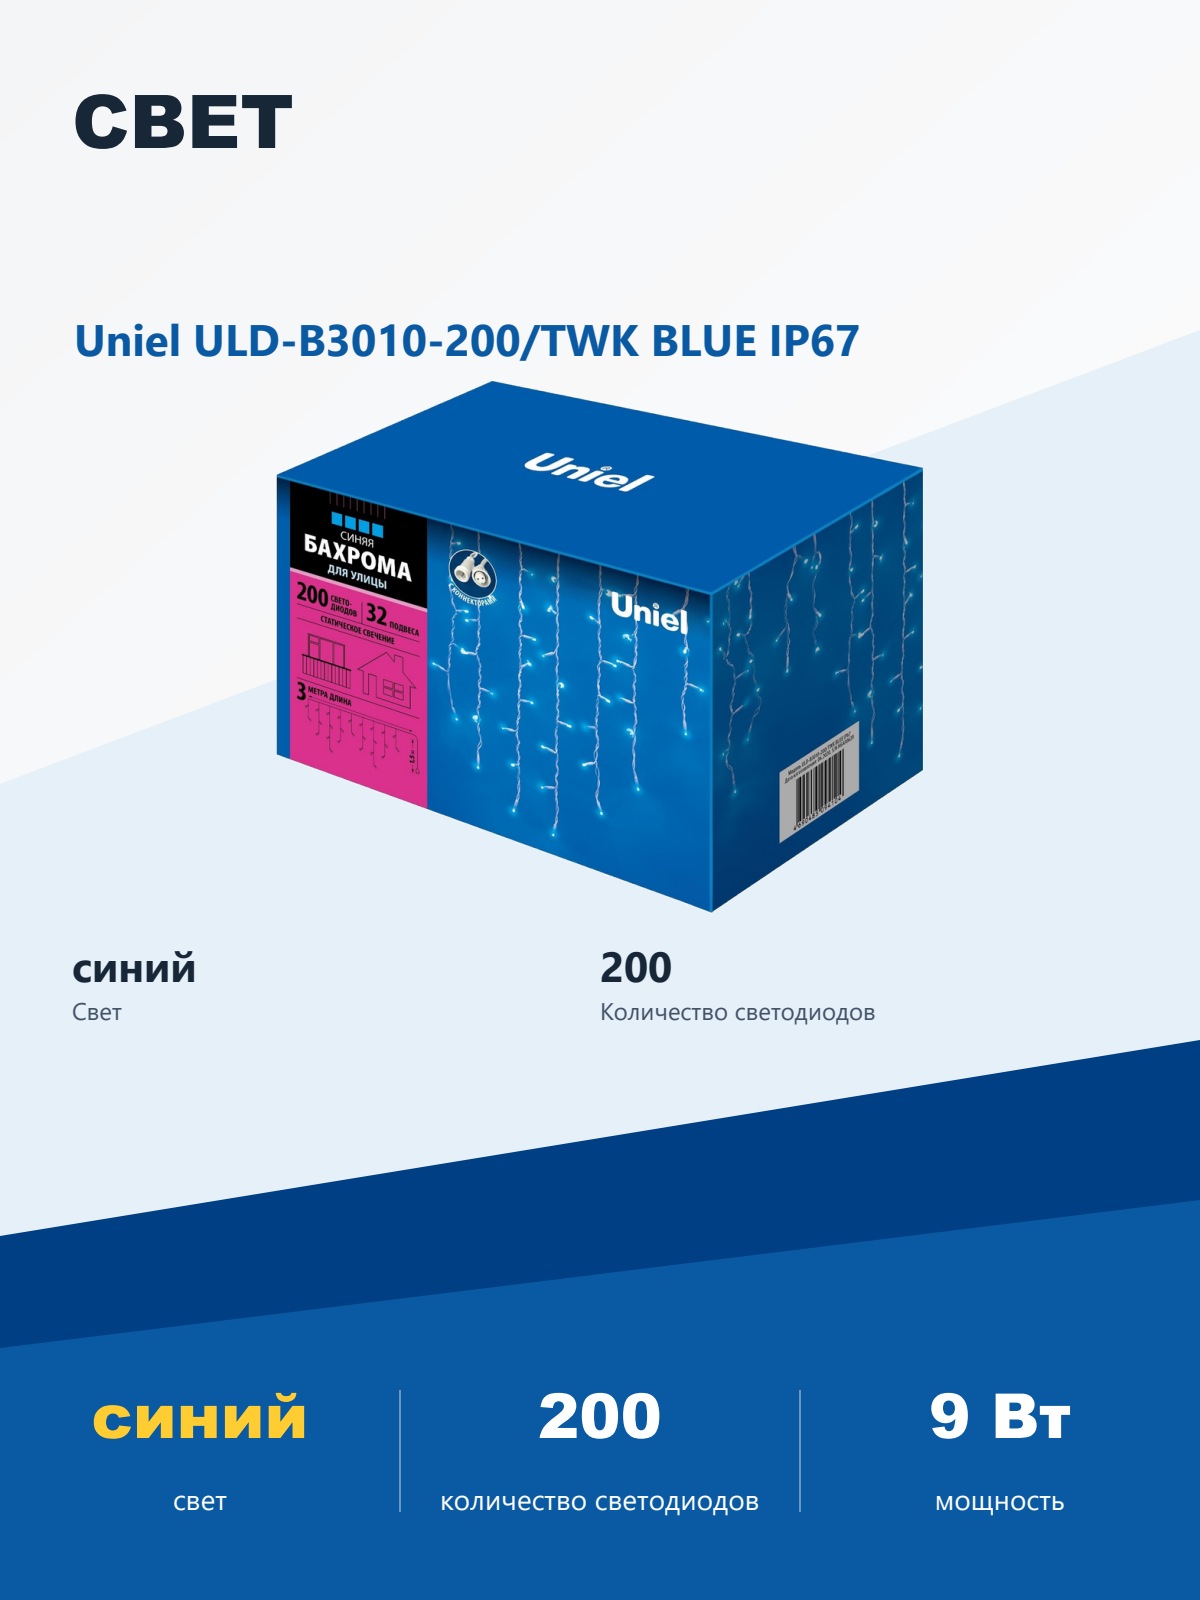 СВЕТ
Uniel ULD-B3010-200/TWK BLUE IP67
Uniel
СИНЯЯ
БАХРОМА
ДЛЯ УЛИЦЫ
200 СВЕТО-
ДИОДОВ
32 ПОДВЕСА
СТАТИЧЕСКОЕ СВЕЧЕНИЕ
3 МЕТРА ДЛИНА
С КОННЕКТОРАМИ
Uniel
синий
Свет
200
Количество светодиодов
синий
свет
200
количество светодиодов
9 Вт
мощность